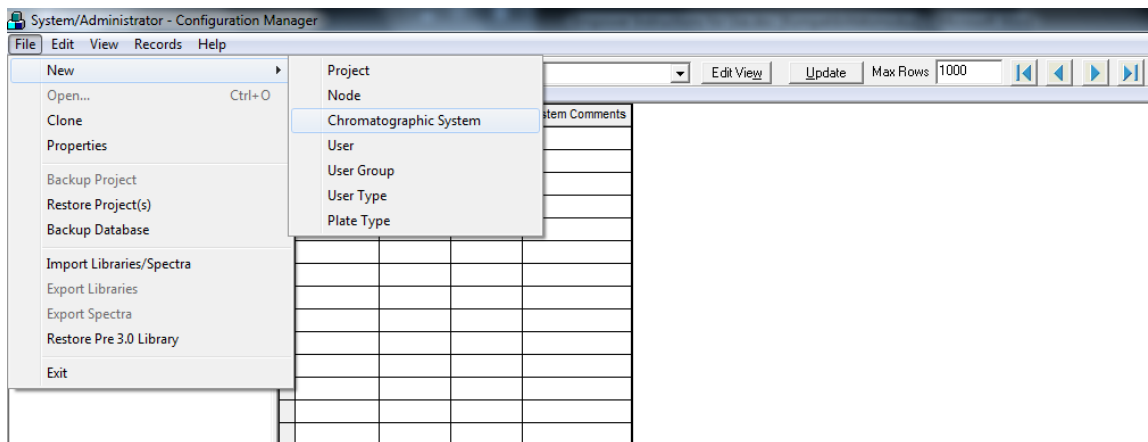 System/Administrator - Configuration Manager
File Edit View Records Help
Edit View Update Max Rows 1000
New
Open... Ctrl+O
Clone
Properties
Backup Project
Restore Project(s)
Backup Database
Import Libraries/Spectra
Export Libraries
Export Spectra
Restore Pre 3.0 Library
Exit
Project
Node
Chromatographic System
User
User Group
User Type
Plate Type
Comments